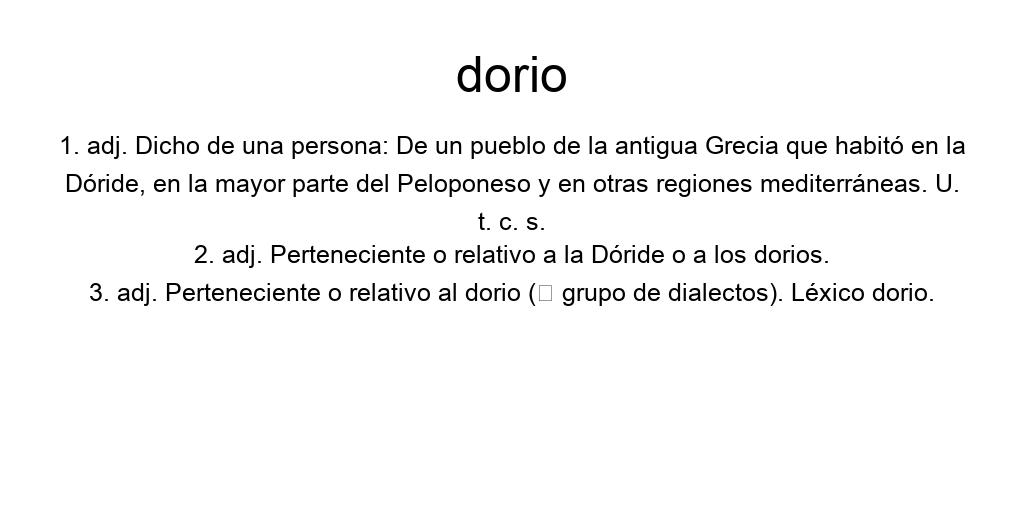 dorio
1. adj. Dicho de una persona: De un pueblo de la antigua Grecia que habitó en la
Dóride, en la mayor parte del Peloponeso y en otras regiones mediterráneas. U.
t. c. s.
2. adj. Perteneciente o relativo a la Dóride o a los dorios.
3. adj. Perteneciente o relativo al dorio (□ grupo de dialectos). Léxico dorio.